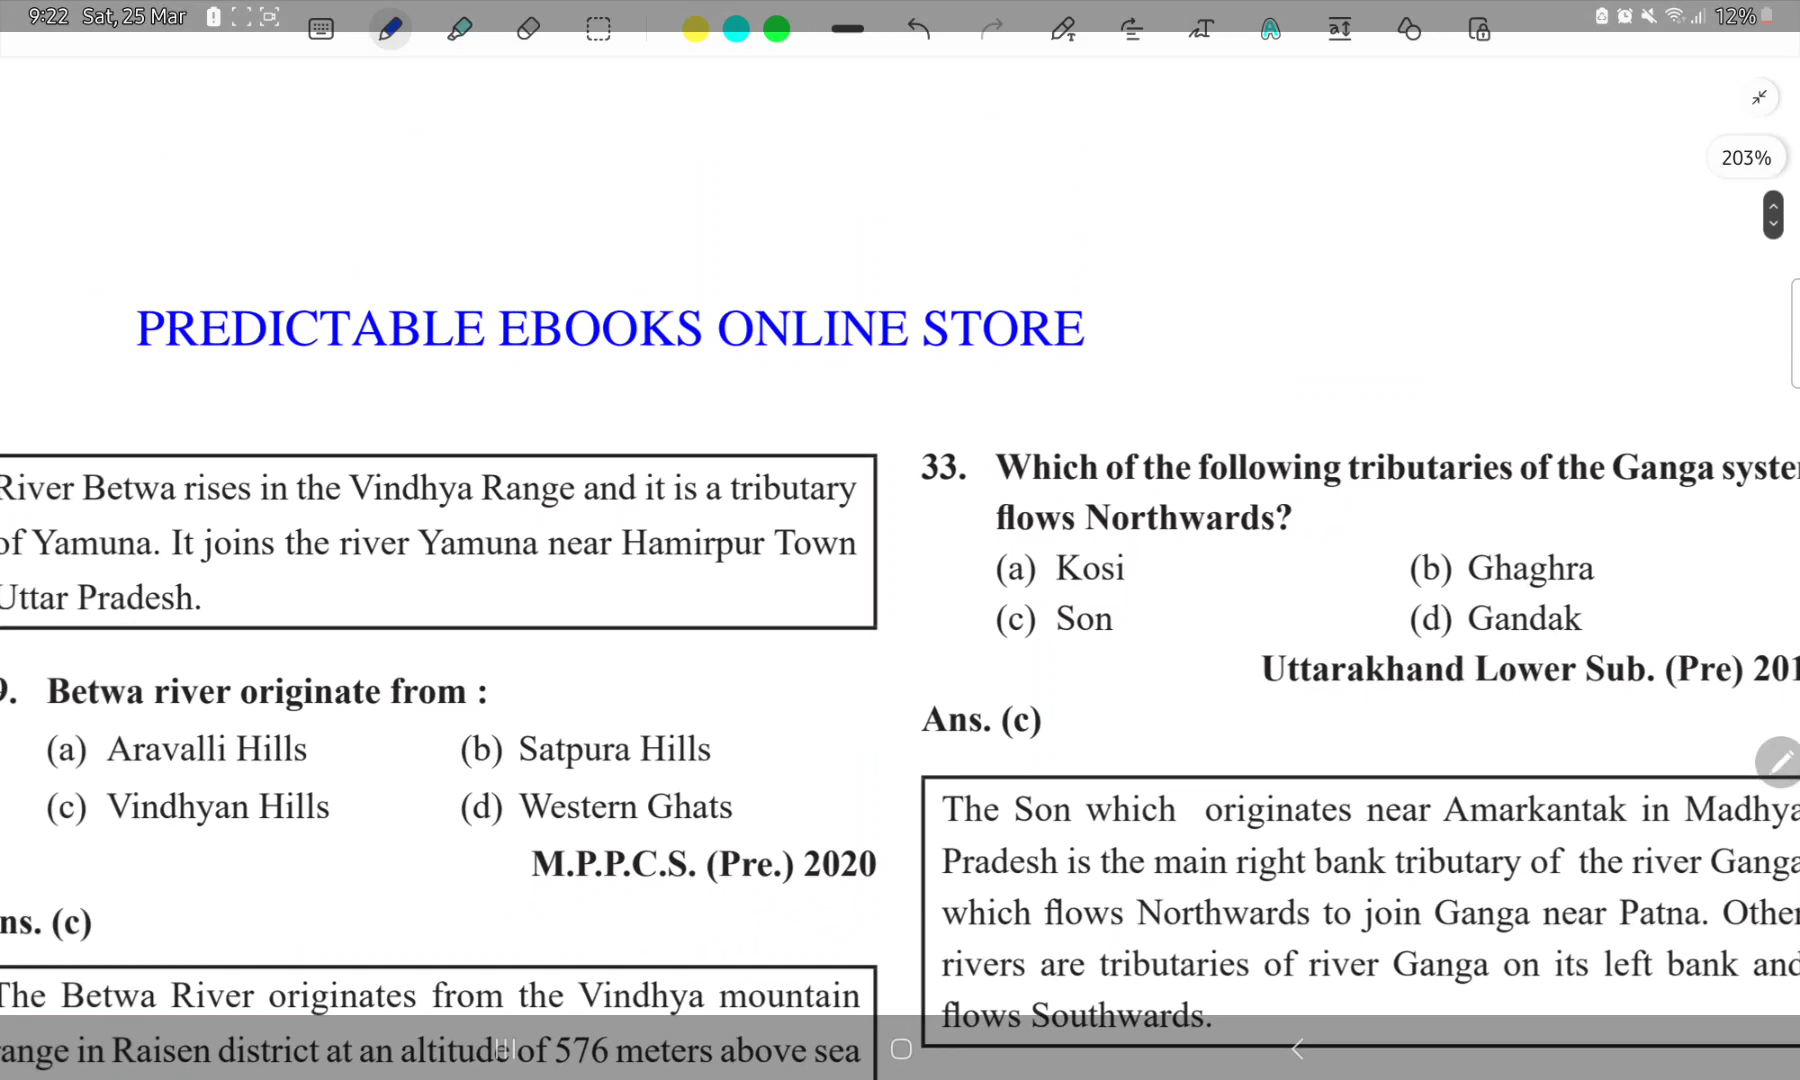 9:22 Sat, 25 Mar
12%
203%
PREDICTABLE EBOOKS ONLINE STORE
River Betwa rises in the Vindhya Range and it is a tributary
of Yamuna. It joins the river Yamuna near Hamirpur Town
Uttar Pradesh.
9. Betwa river originate from :
(a) Aravalli Hills (b) Satpura Hills
(c) Vindhyan Hills (d) Western Ghats
M.P.P.C.S. (Pre.) 2020
ns. (c)
The Betwa River originates from the Vindhya mountain
ange in Raisen district at an altitude of 576 meters above sea
33. Which of the following tributaries of the Ganga syste
flows Northwards?
(a) Kosi (b) Ghaghra
(c) Son (d) Gandak
Uttarakhand Lower Sub. (Pre) 201
Ans. (c)
The Son which originates near Amarkantak in Madhya
Pradesh is the main right bank tributary of the river Ganga
which flows Northwards to join Ganga near Patna. Other
rivers are tributaries of river Ganga on its left bank and
flows Southwards.